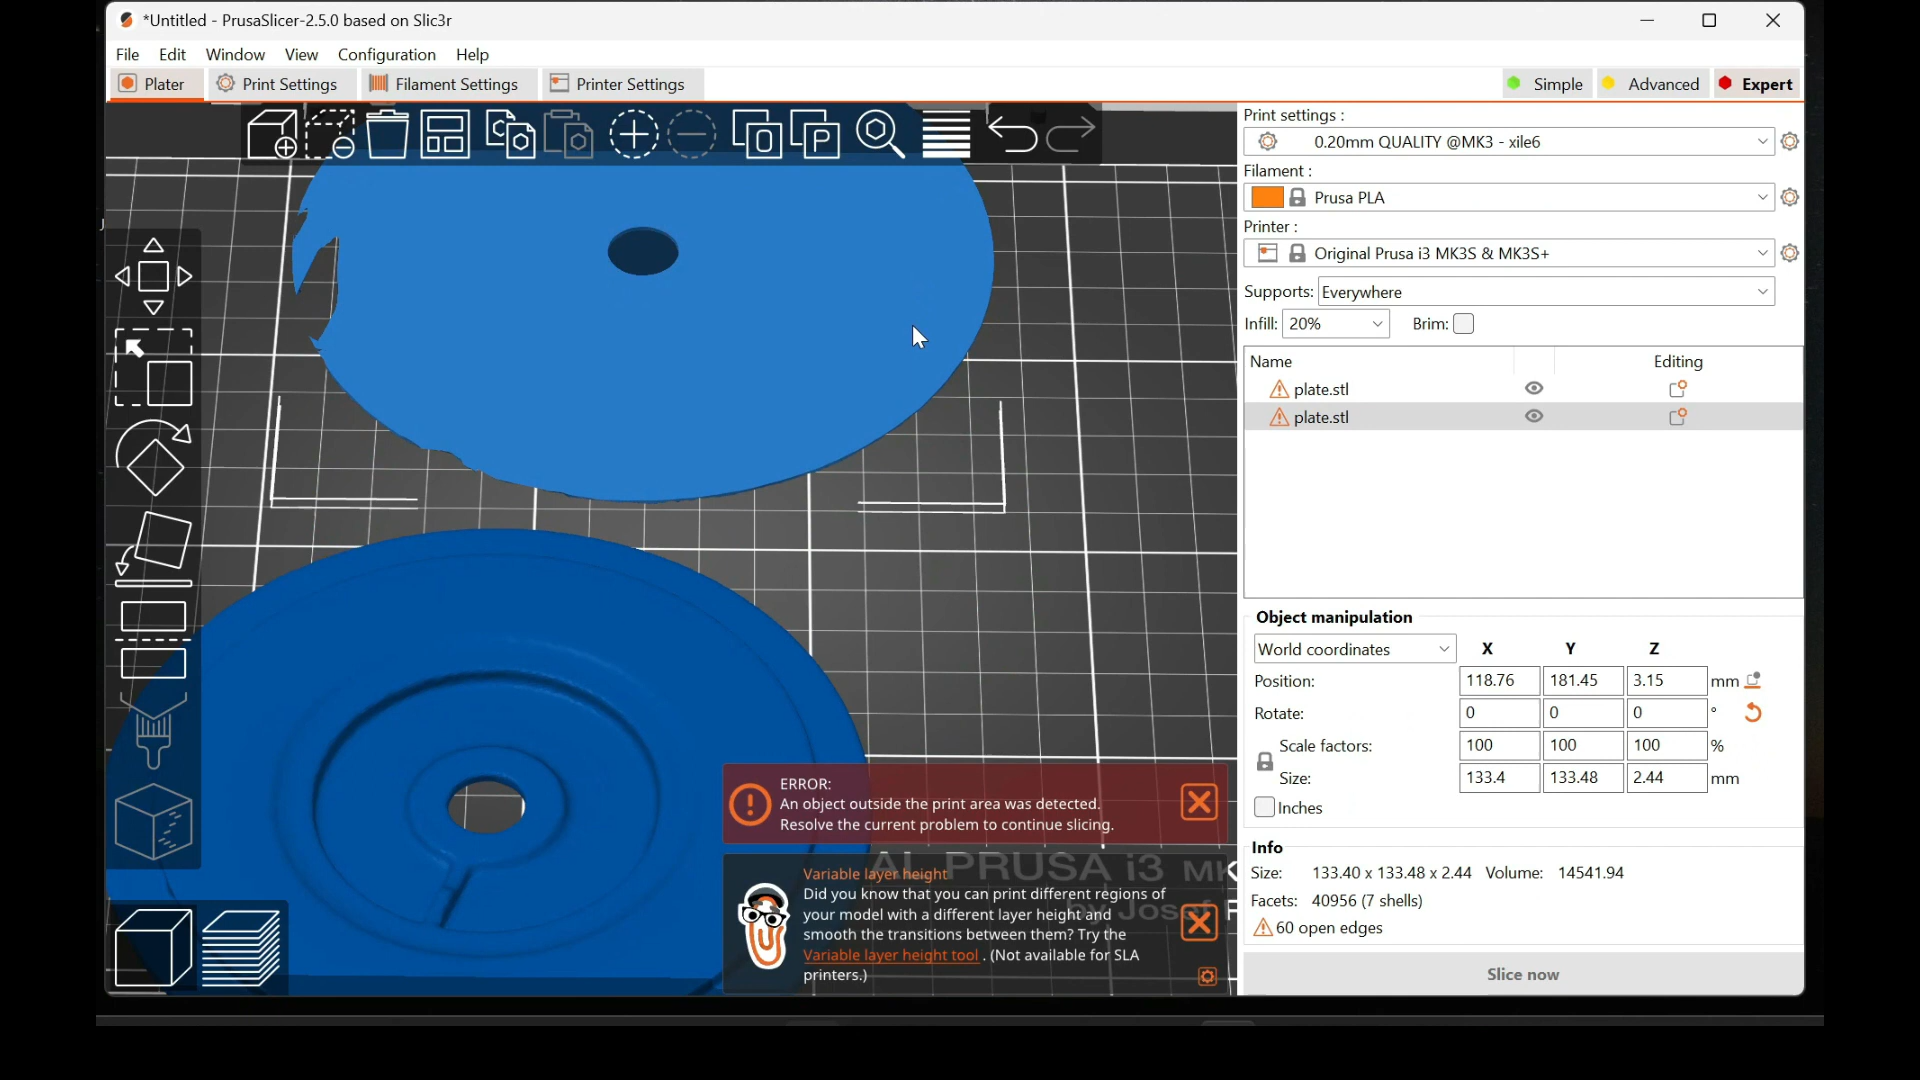 *Untitled - PrusaSlicer-2.5.0 based on Slic3r
File Edit Window View Configuration Help
Plater Print Settings Filament Settings Printer Settings Simple Advanced Expert
Print settings :
0.20mm QUALITY @MK3 - xile6
Filament :
Prusa PLA
Printer :
Original Prusa i3 MK3S & MK3S+
Supports: Everywhere
Infill: 20% Brim:
Name Editing
plate.stl
plate.stl
Object manipulation
World coordinates X Y Z
Position: 118.76 181.45 3.15 mm
Rotate: 0 0 0 °
Scale factors: 100 100 100 %
Size: 133.4 133.48 2.44 mm
Inches
Info
Size: 133.40 x 133.48 x 2.44 Volume: 14541.94
Facets: 40956 (7 shells)
60 open edges
Slice now
ERROR:
An object outside the print area was detected.
Resolve the current problem to continue slicing.
AL PRUSA i3 MK
by Josef P
Variable layer height
Did you know that you can print different regions of
your model with a different layer height and
smooth the transitions between them? Try the
Variable layer height tool . (Not available for SLA
printers.)